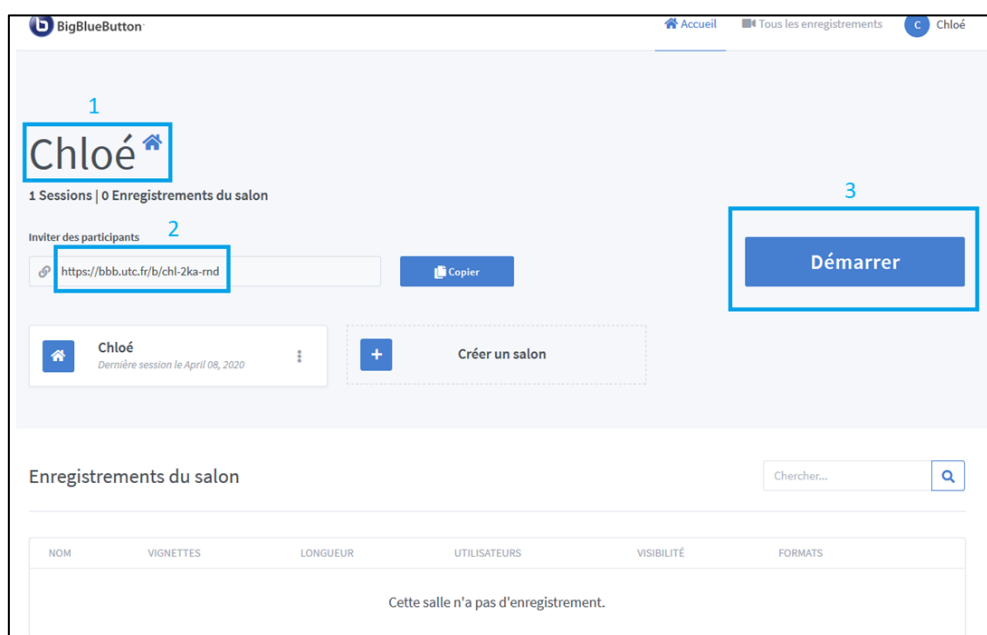 BigBlueButton
Accueil
Tous les enregistrements
C
Chloé
1
Chloé
1 Sessions | 0 Enregistrements du salon
3
Inviter des participants
2
https://bbb.utc.fr/b/chl-2ka-rnd
Copier
Démarrer
Chloé
Dernière session le April 08, 2020
+
Créer un salon
Enregistrements du salon
Chercher...
NOM VIGNETTES LONGUEUR UTILISATEURS VISIBILITÉ FORMATS
Cette salle n'a pas d'enregistrement.